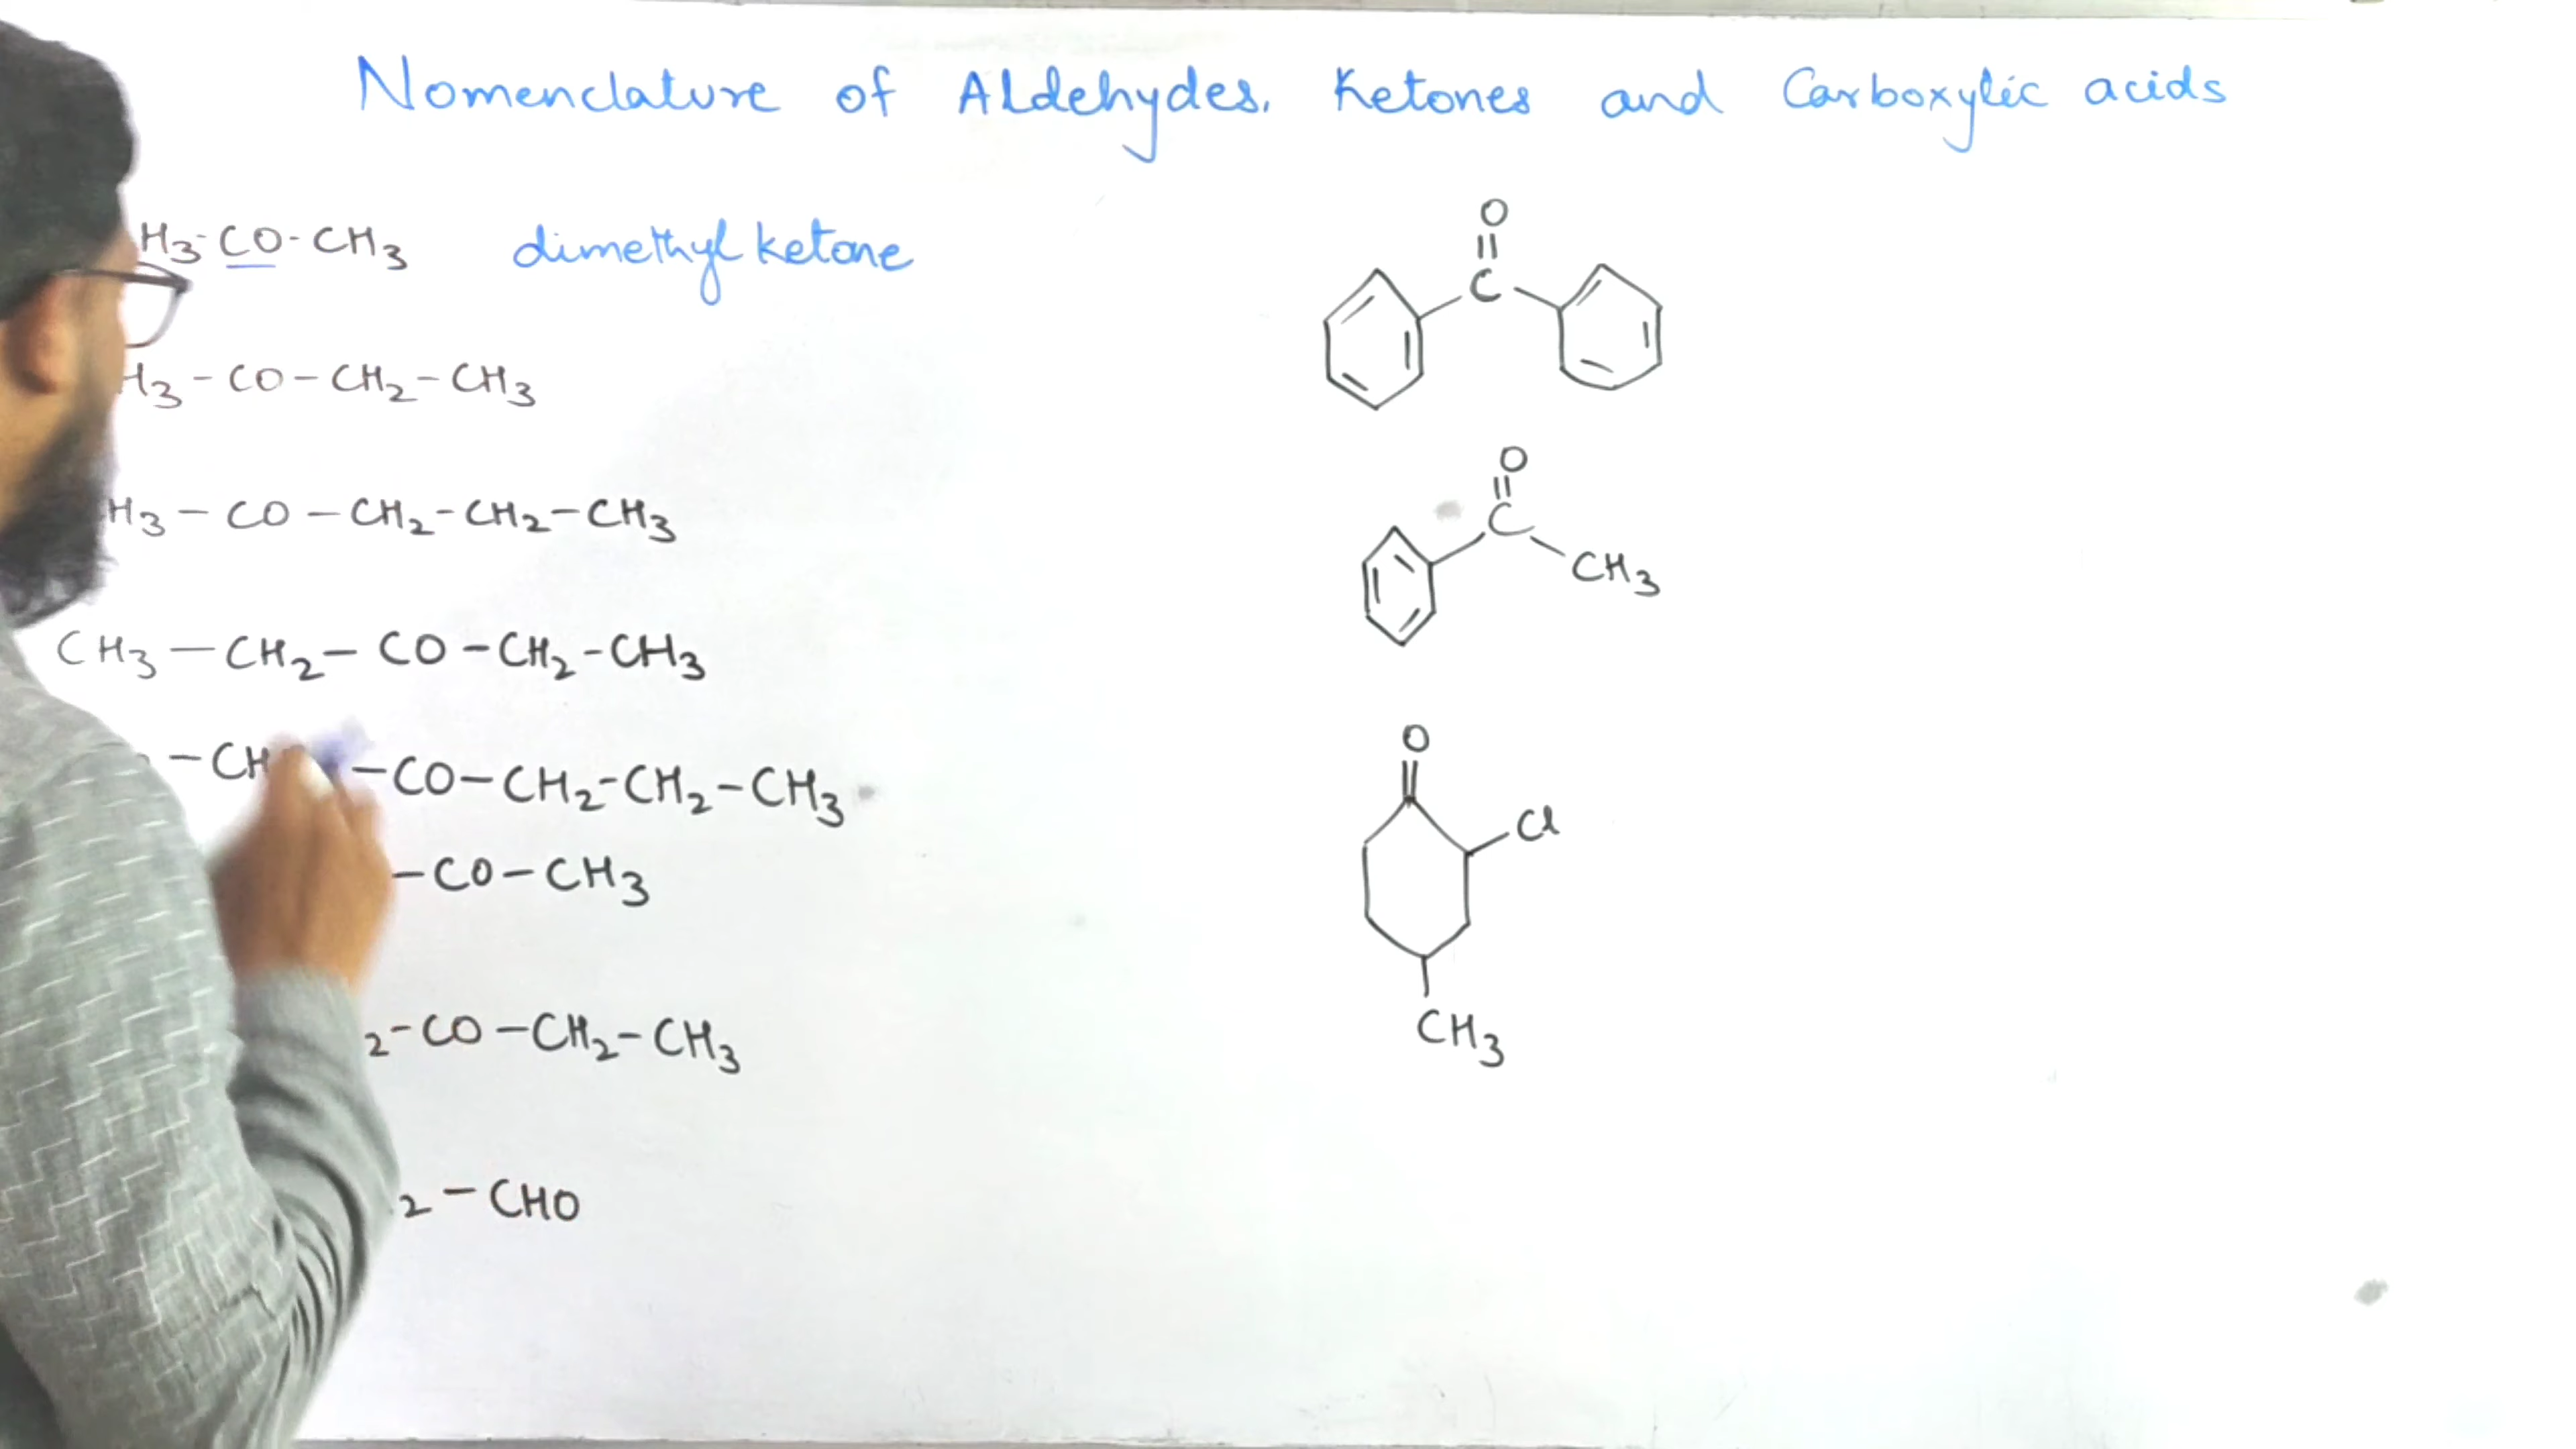 Nomenclature of Aldehydes, Ketones and Carboxylic acids
H3-CO-CH3 dimethyl ketone
H3-CO-CH2-CH3
H3-CO-CH2-CH2-CH3
CH3-CH2-CO-CH2-CH3
-CH -CO-CH2-CH2-CH3
-CO-CH3
2-CO-CH2-CH3
2-CHO
O
C
O
C
CH3
O
Cl
CH3